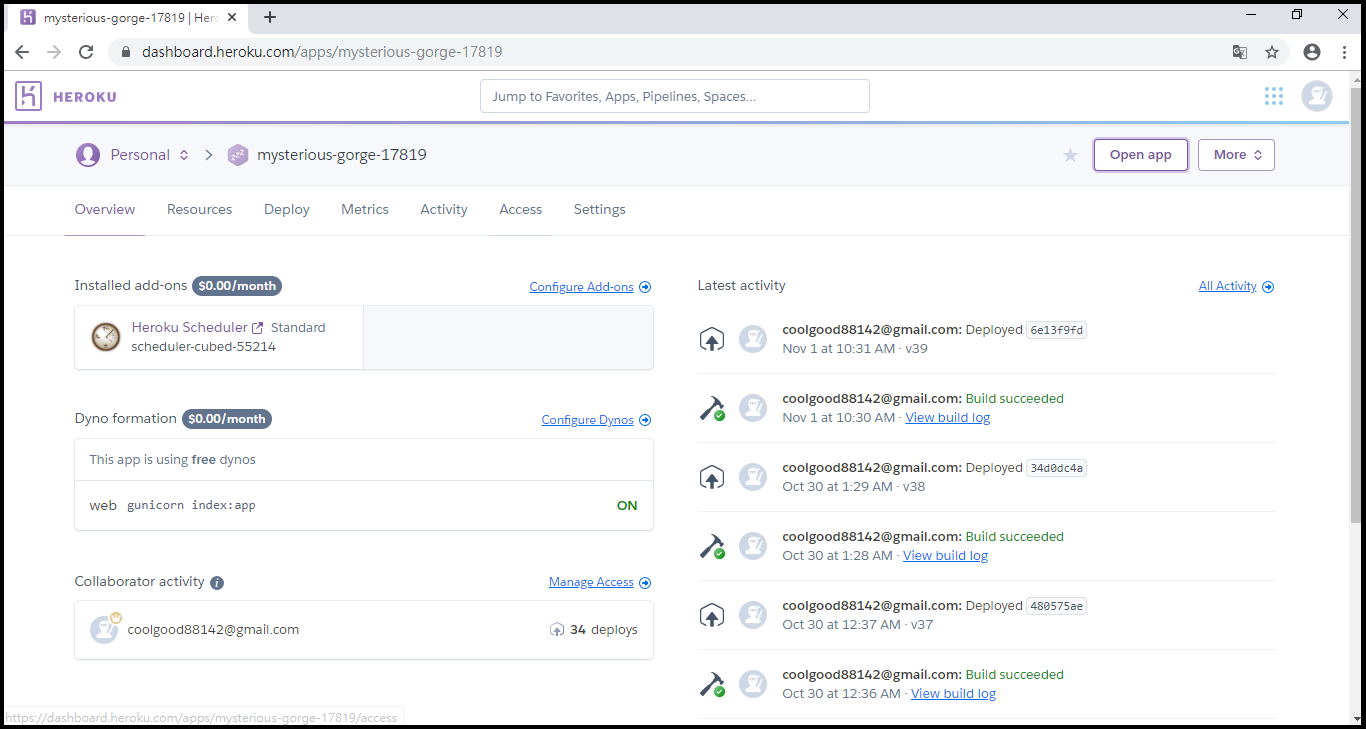 mysterious-gorge-17819 | Her
dashboard.heroku.com/apps/mysterious-gorge-17819
HEROKU
Jump to Favorites, Apps, Pipelines, Spaces...
Personal
zzz
mysterious-gorge-17819
Open app
More
Overview
Resources
Deploy
Metrics
Activity
Access
Settings
Installed add-ons $0.00/month
Configure Add-ons
Heroku Scheduler Standard
scheduler-cubed-55214
Dyno formation $0.00/month
Configure Dynos
This app is using free dynos
web gunicorn index:app ON
Collaborator activity i
Manage Access
coolgood88142@gmail.com
34 deploys
Latest activity
All Activity
coolgood88142@gmail.com: Deployed 6e13f9fd
Nov 1 at 10:31 AM · v39
coolgood88142@gmail.com: Build succeeded
Nov 1 at 10:30 AM · View build log
coolgood88142@gmail.com: Deployed 34d0dc4a
Oct 30 at 1:29 AM · v38
coolgood88142@gmail.com: Build succeeded
Oct 30 at 1:28 AM · View build log
coolgood88142@gmail.com: Deployed 480575ae
Oct 30 at 12:37 AM · v37
coolgood88142@gmail.com: Build succeeded
Oct 30 at 12:36 AM · View build log
https://dashboard.heroku.com/apps/mysterious-gorge-17819/access